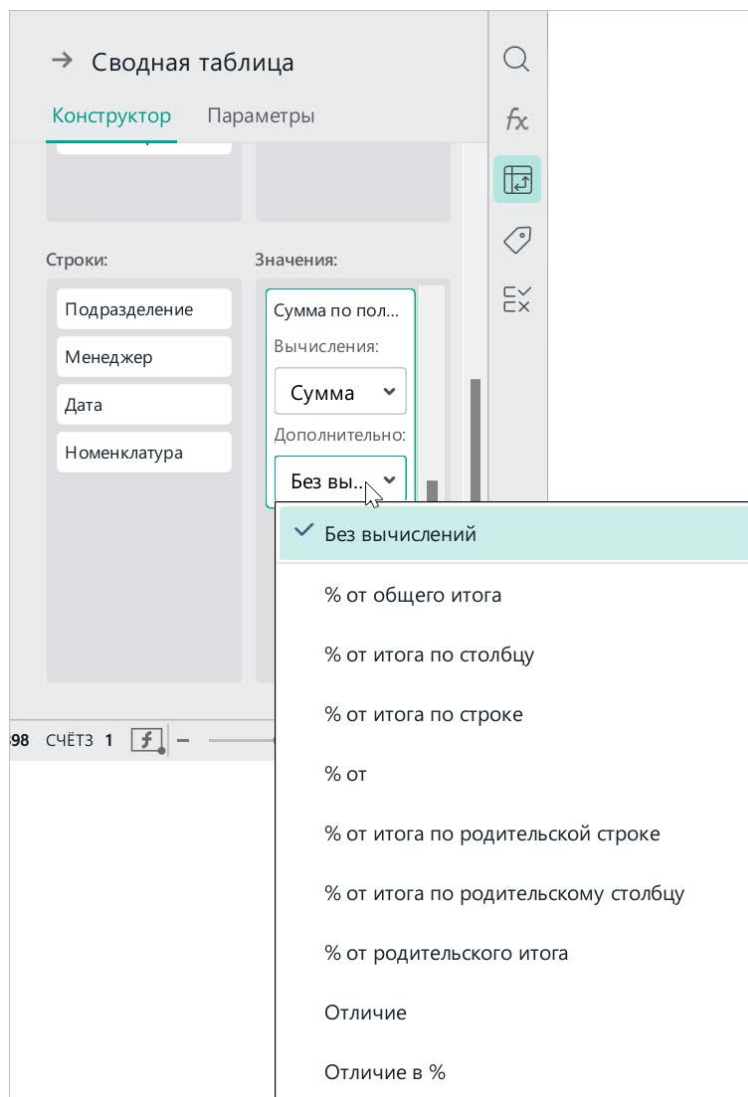 Сводная таблица
Конструктор Параметры
Строки: Значения:
Подразделение
Менеджер
Дата
Номенклатура
Сумма по пол...
Вычисления:
Сумма
Дополнительно:
Без вы...
Без вычислений
% от общего итога
% от итога по столбцу
% от итога по строке
% от
% от итога по родительской строке
% от итога по родительскому столбцу
% от родительского итога
Отличие
Отличие в %
98 СЧЁТЗ 1